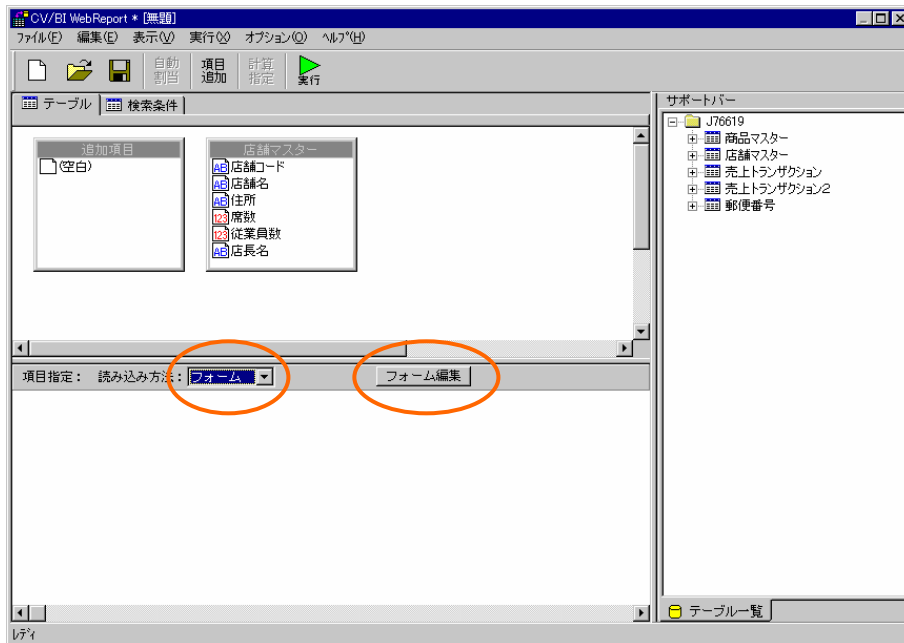 CV/BI WebReport * [無題]
ﾌｧｲﾙ(F) 編集(E) 表示(V) 実行(X) オプション(O) ﾍﾙﾌﾟ(H)
自動割当 項目追加 計算指定 実行
テーブル 検索条件
追加項目
(空白)
店舗マスター
AB 店舗コード
AB 店舗名
AB 住所
123 席数
123 従業員数
AB 店長名
項目指定： 読み込み方法： フォーム フォーム編集
サポートバー
J76619
商品マスター
店舗マスター
売上トランザクション
売上トランザクション2
郵便番号
テーブル一覧
ﾚﾃﾞｨ